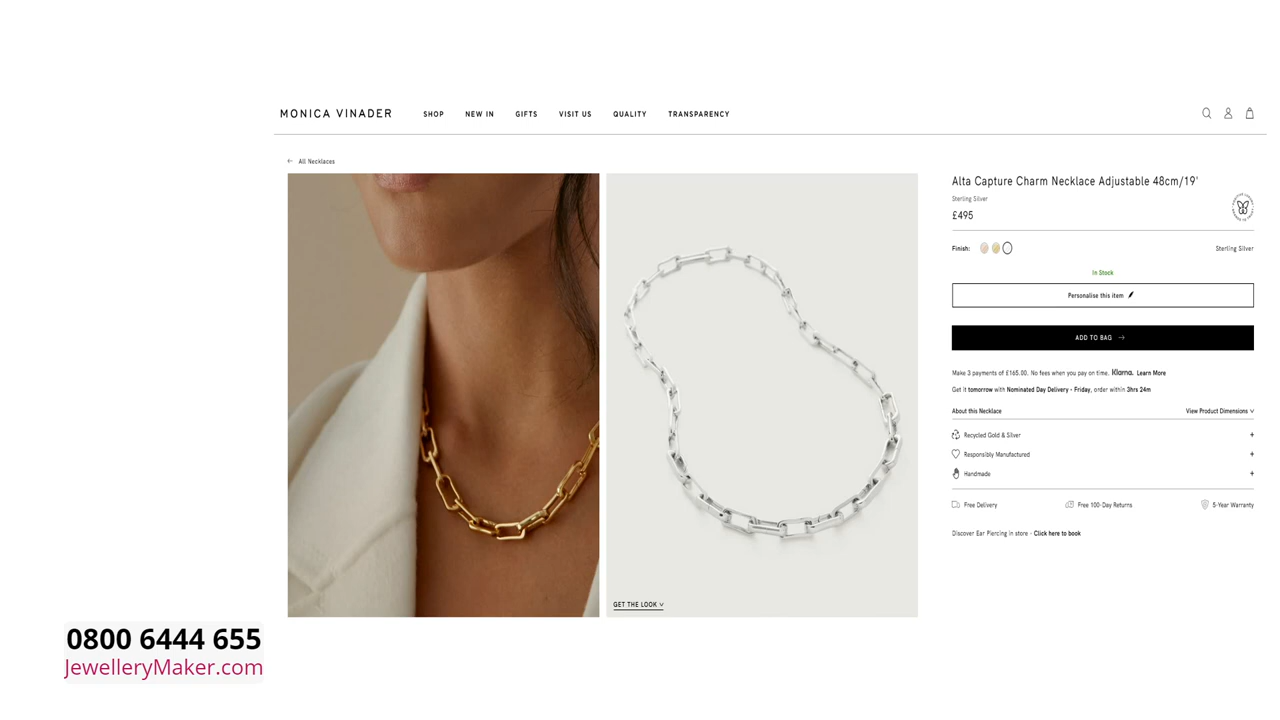 MONICA VINADER SHOP NEW IN GIFTS VISIT US QUALITY TRANSPARENCY
← All Necklaces
GET THE LOOK
Alta Capture Charm Necklace Adjustable 48cm/19'
Sterling Silver
£495
Finish: Sterling Silver
In Stock
Personalise this item
ADD TO BAG →
Make 3 payments of £165.00. No fees when you pay on time. Klarna. Learn More
Get it tomorrow with Nominated Day Delivery - Friday, order within 3hrs 24m
About this Necklace View Product Dimensions
Recycled Gold & Silver +
Responsibly Manufactured +
Handmade +
Free Delivery Free 100-Day Returns 5-Year Warranty
Discover Ear Piercing in store - Click here to book
0800 6444 655
JewelleryMaker.com